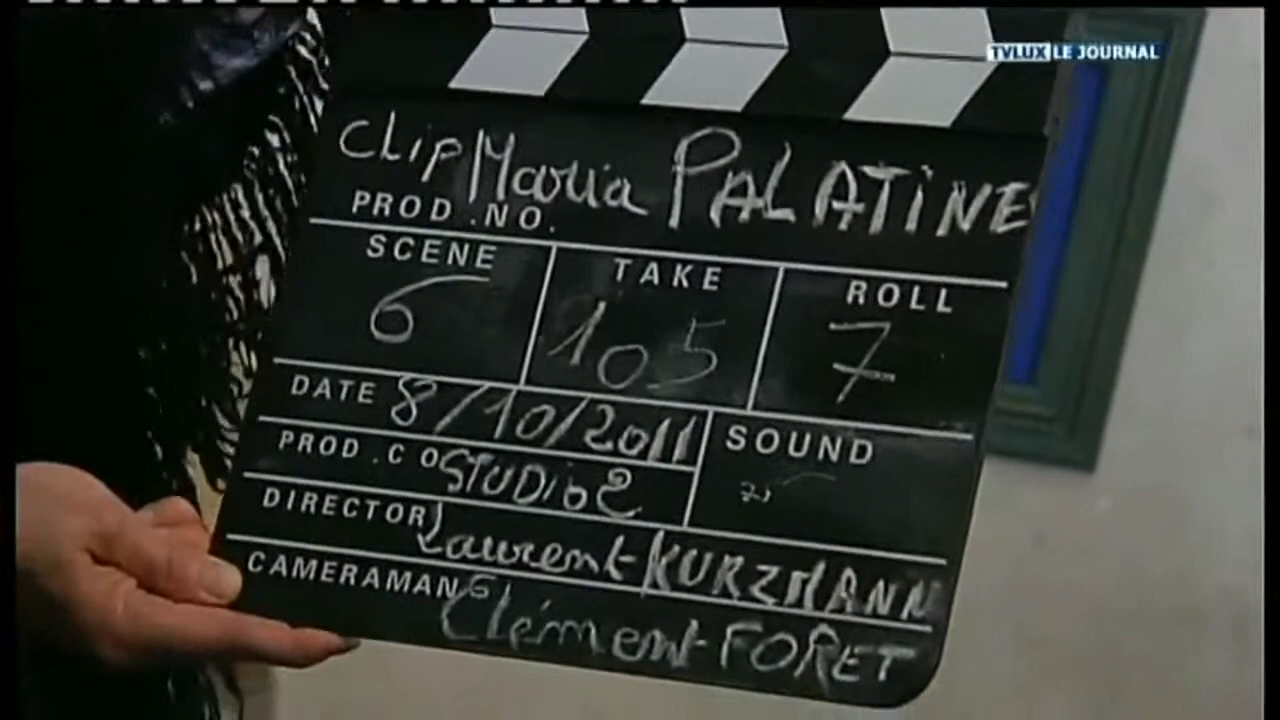 TVLUX LE JOURNAL
Clip Maria PALATINE
PROD .NO.
SCENE TAKE ROLL
6 105 7
DATE 8/10/2011
SOUND
PROD .CO STUDiO2
DIRECTOR Laurent KURZMANN
CAMERAMAN Clément FORET